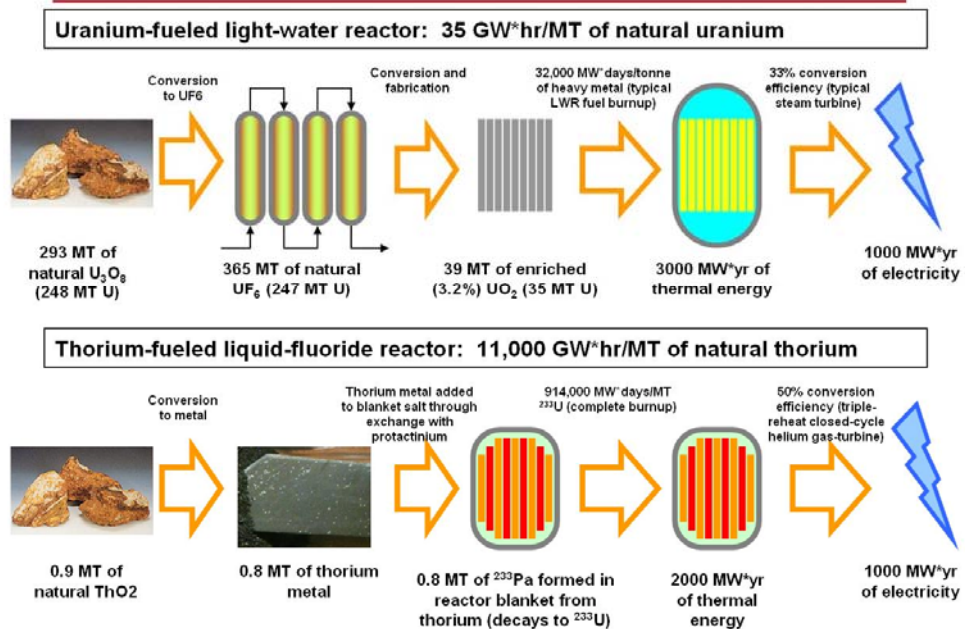 Uranium-fueled light-water reactor: 35 GW*hr/MT of natural uranium
Conversion
to UF6
Conversion and
fabrication
32,000 MW*days/tonne
of heavy metal (typical
LWR fuel burnup)
33% conversion
efficiency (typical
steam turbine)
293 MT of
natural U₃O₈
(248 MT U)
365 MT of natural
UF₆ (247 MT U)
39 MT of enriched
(3.2%) UO₂ (35 MT U)
3000 MW*yr of
thermal energy
1000 MW*yr
of electricity
Thorium-fueled liquid-fluoride reactor: 11,000 GW*hr/MT of natural thorium
Conversion
to metal
Thorium metal added
to blanket salt through
exchange with
protactinium
914,000 MW*days/MT
²³³U (complete burnup)
50% conversion
efficiency (triple-
reheat closed-cycle
helium gas-turbine)
0.9 MT of
natural ThO2
0.8 MT of thorium
metal
0.8 MT of ²³³Pa formed in
reactor blanket from
thorium (decays to ²³³U)
2000 MW*yr
of thermal
energy
1000 MW*yr
of electricity